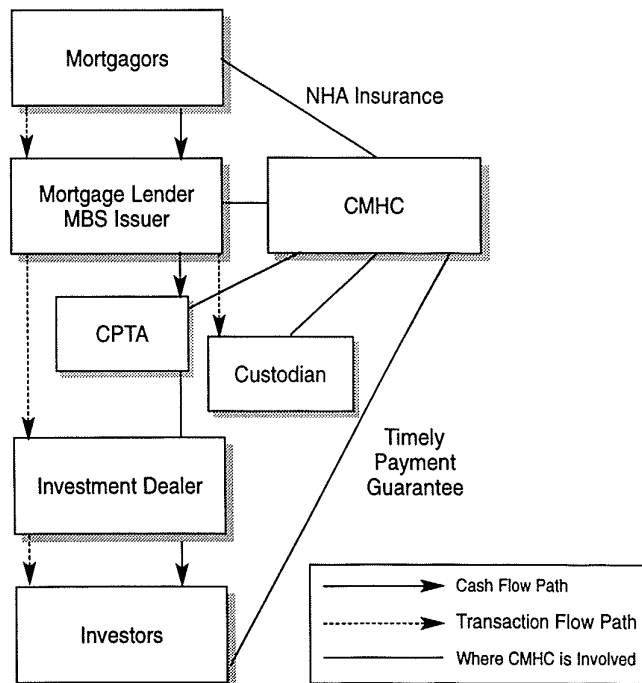 Mortgagors
NHA Insurance
Mortgage Lender
MBS Issuer
CMHC
CPTA
Custodian
Timely
Payment
Guarantee
Investment Dealer
Investors
Cash Flow Path
Transaction Flow Path
Where CMHC is Involved